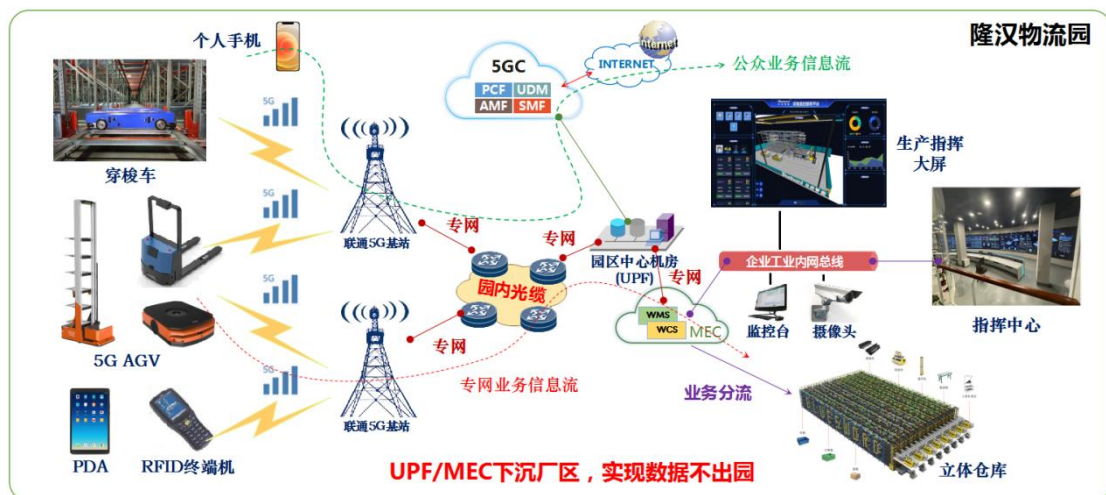 隆汉物流园
个人手机
5G
穿梭车
5G
5G
5G
5G AGV
PDA
RFID终端机
联通5G基站
联通5G基站
5GC
PCF UDM
AMF SMF
Internet
INTERNET
公众业务信息流
专网
专网
专网
专网
园内光缆
园区中心机房
(UPF)
WMS
WCS
MEC
专网业务信息流
生产指挥
大屏
企业工业内网总线
监控台
摄像头
指挥中心
业务分流
立体仓库
UPF/MEC下沉厂区，实现数据不出园